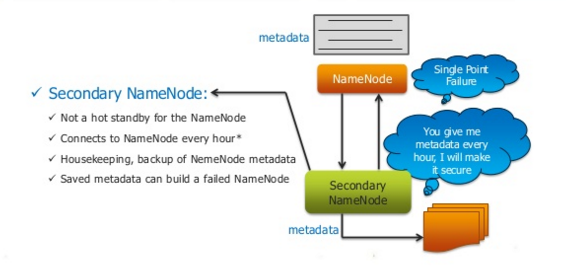 metadata
NameNode
Single Point
Failure
Secondary NameNode:
Not a hot standby for the NameNode
Connects to NameNode every hour*
Housekeeping, backup of NemeNode metadata
Saved metadata can build a failed NameNode
You give me
metadata every
hour, I will make
it secure
Secondary
NameNode
metadata